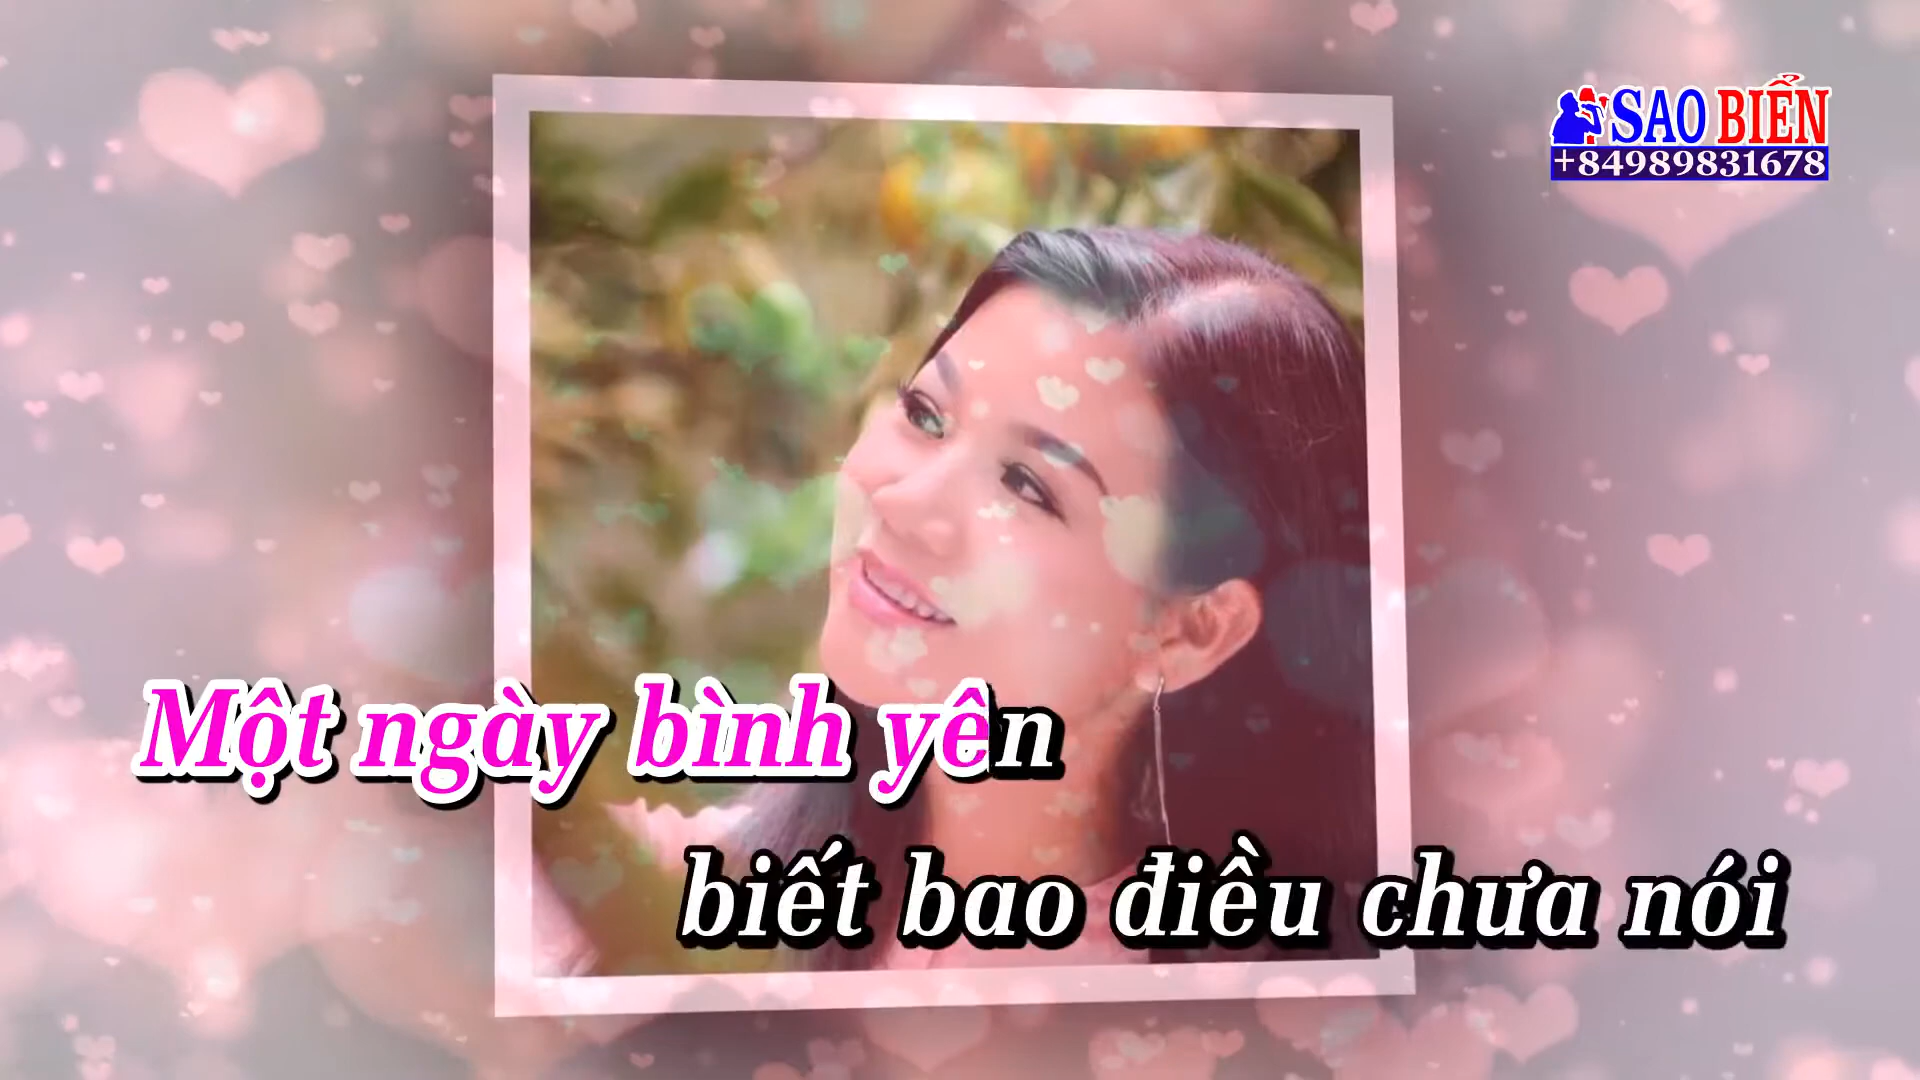 SAO BIỂN
+84989831678
Một ngày bình yên
biết bao điều chưa nói